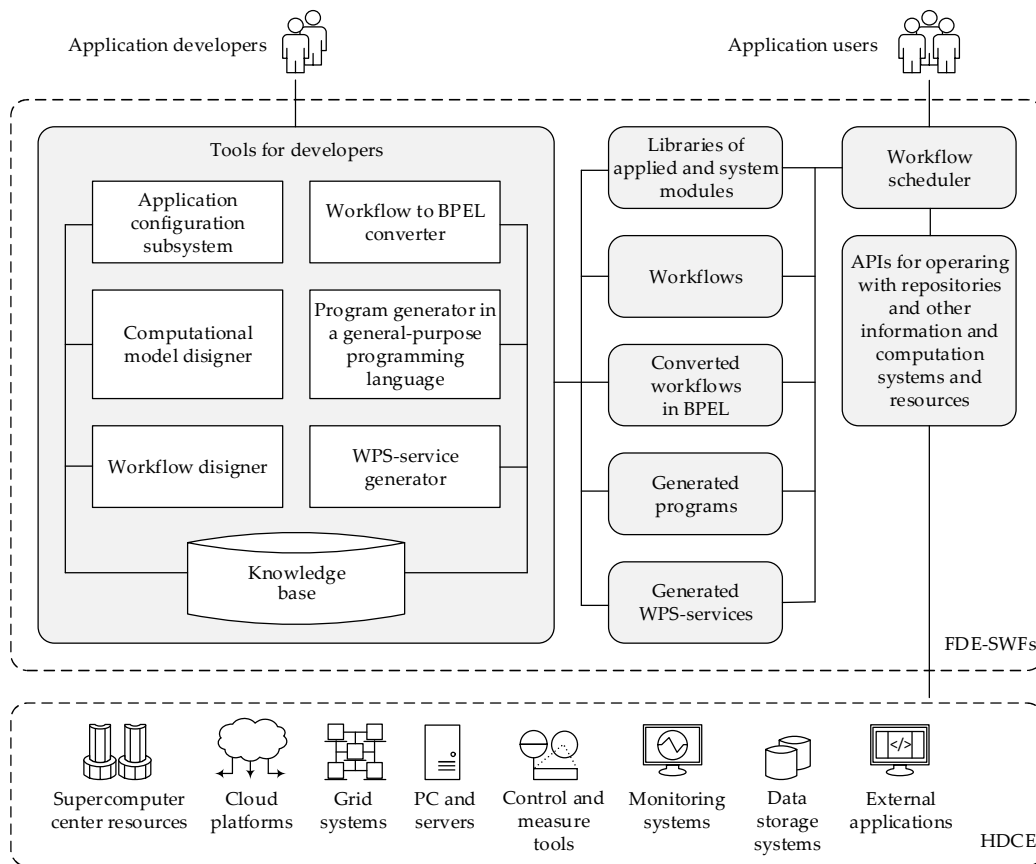 Application developers
Application users
Tools for developers
Application
configuration
subsystem
Workflow to BPEL
converter
Computational
model disigner
Program generator in
a general-purpose
programming
language
Workflow disigner
WPS-service
generator
Knowledge
base
Libraries of
applied and system
modules
Workflows
Converted
workflows
in BPEL
Generated
programs
Generated
WPS-services
Workflow
scheduler
APIs for operaring
with repositories
and other
information and
computation
systems and
resources
FDE-SWFs
Supercomputer
center resources
Cloud
platforms
Grid
systems
PC and
servers
Control and
measure tools
Monitoring
systems
Data
storage
systems
</>
External
applications
HDCE